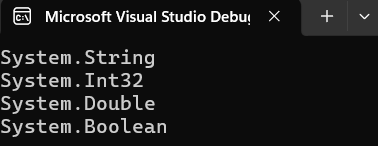 Microsoft Visual Studio Debug
System.String
System.Int32
System.Double
System.Boolean